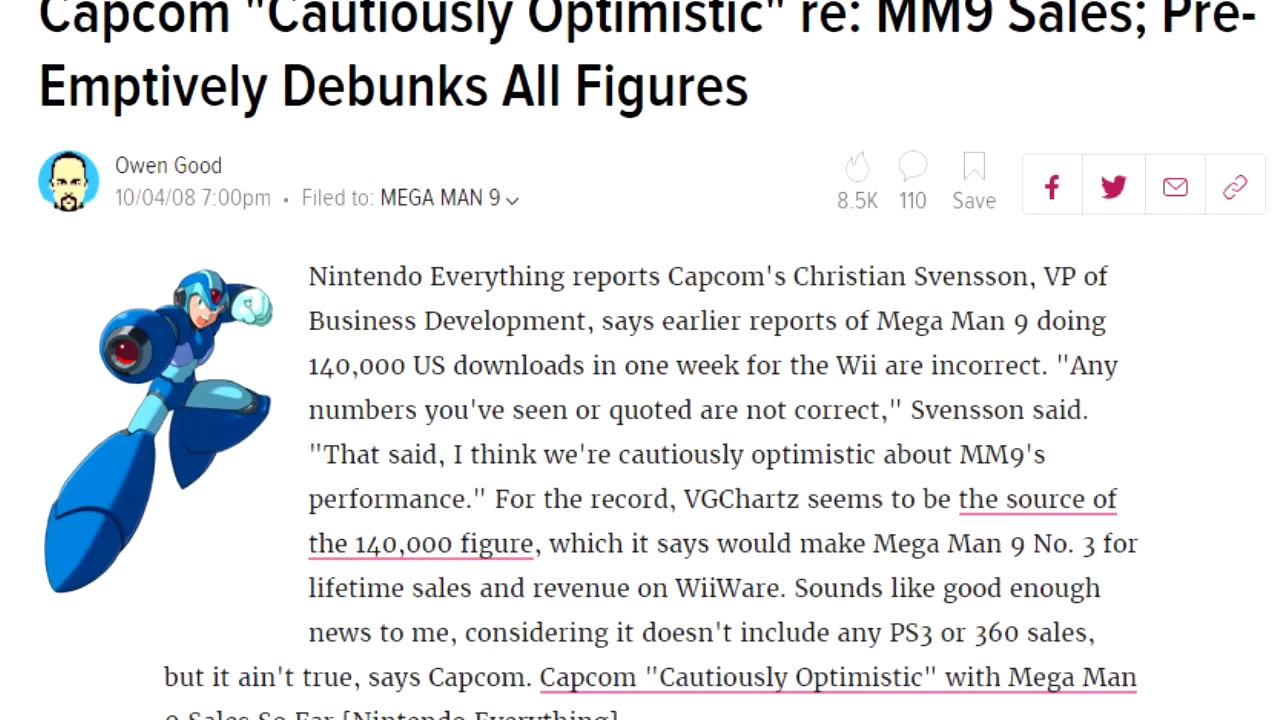 Capcom "Cautiously Optimistic" re: MM9 Sales; Pre-
Emptively Debunks All Figures
Owen Good
10/04/08 7:00pm • Filed to: MEGA MAN 9
8.5K 110 Save
Nintendo Everything reports Capcom's Christian Svensson, VP of
Business Development, says earlier reports of Mega Man 9 doing
140,000 US downloads in one week for the Wii are incorrect. "Any
numbers you've seen or quoted are not correct," Svensson said.
"That said, I think we're cautiously optimistic about MM9's
performance." For the record, VGChartz seems to be the source of
the 140,000 figure, which it says would make Mega Man 9 No. 3 for
lifetime sales and revenue on WiiWare. Sounds like good enough
news to me, considering it doesn't include any PS3 or 360 sales,
but it ain't true, says Capcom. Capcom "Cautiously Optimistic" with Mega Man
9 Sales So Far [Nintendo Everything]